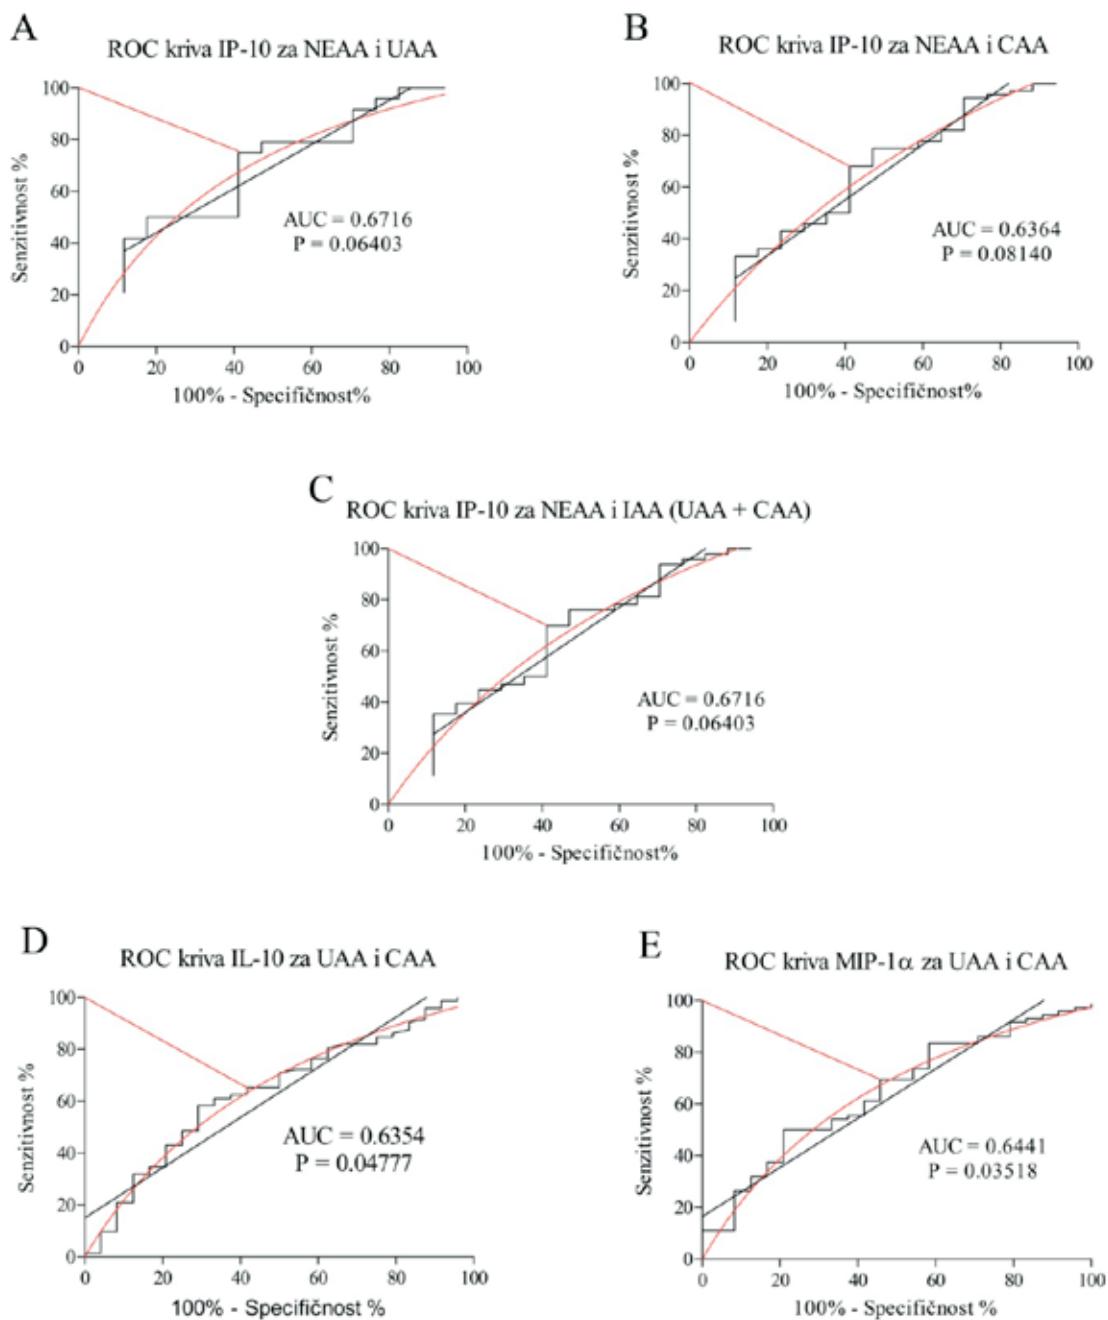 A
ROC kriva IP-10 za NEAA i UAA
100
80
60
40
20
0
Senzitivnost %
AUC = 0.6716
P = 0.06403
0 20 40 60 80 100
100% - Specifičnost%
B
ROC kriva IP-10 za NEAA i CAA
100
80
60
40
20
0
Senzitivnost %
AUC = 0.6364
P = 0.08140
0 20 40 60 80 100
100% - Specifičnost%
C
ROC kriva IP-10 za NEAA i IAA (UAA + CAA)
100
80
60
40
20
0
Senzitivnost %
AUC = 0.6716
P = 0.06403
0 20 40 60 80 100
100% - Specifičnost%
D
ROC kriva IL-10 za UAA i CAA
100
80
60
40
20
0
Senzitivnost %
AUC = 0.6354
P = 0.04777
0 20 40 60 80 100
100% - Specifičnost %
E
ROC kriva MIP-1α za UAA i CAA
100
80
60
40
20
0
Senzitivnost %
AUC = 0.6441
P = 0.03518
0 20 40 60 80 100
100% - Specifičnost %